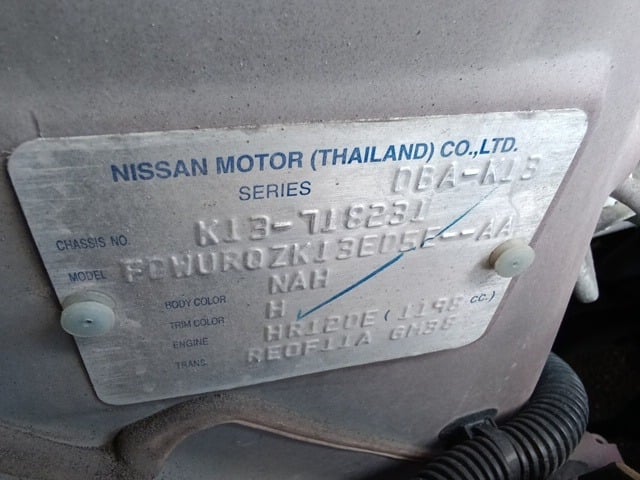 NISSAN MOTOR (THAILAND) CO.,LTD.
SERIES DBA-K13
CHASSIS NO. K13-718231
MODEL FDWUROZK13EDSE--AA
BODY COLOR NAH
TRIM COLOR H
ENGINE HR12DE (1198 CC.)
TRANS. RE0F11A GM38